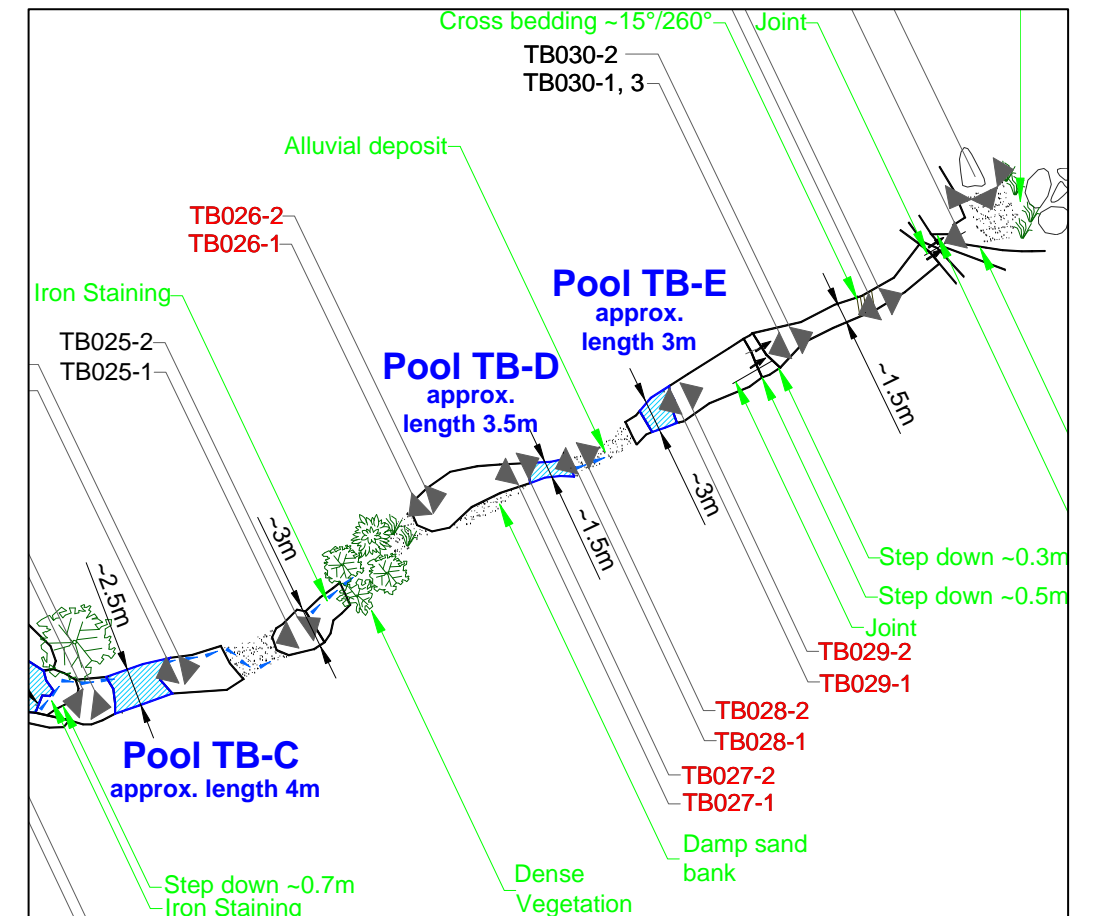 Cross bedding ~15°/260°
Joint
TB030-2
TB030-1, 3
Alluvial deposit
TB026-2
TB026-1
Pool TB-E
approx.
length 3m
Iron Staining
TB025-2
TB025-1
Pool TB-D
approx.
length 3.5m
~1.5m
~3m
~1.5m
~3m
~2.5m
Step down ~0.3m
Step down ~0.5m
Joint
TB029-2
TB029-1
TB028-2
TB028-1
Pool TB-C
approx. length 4m
TB027-2
TB027-1
Damp sand
bank
Dense
Vegetation
Step down ~0.7m
Iron Staining